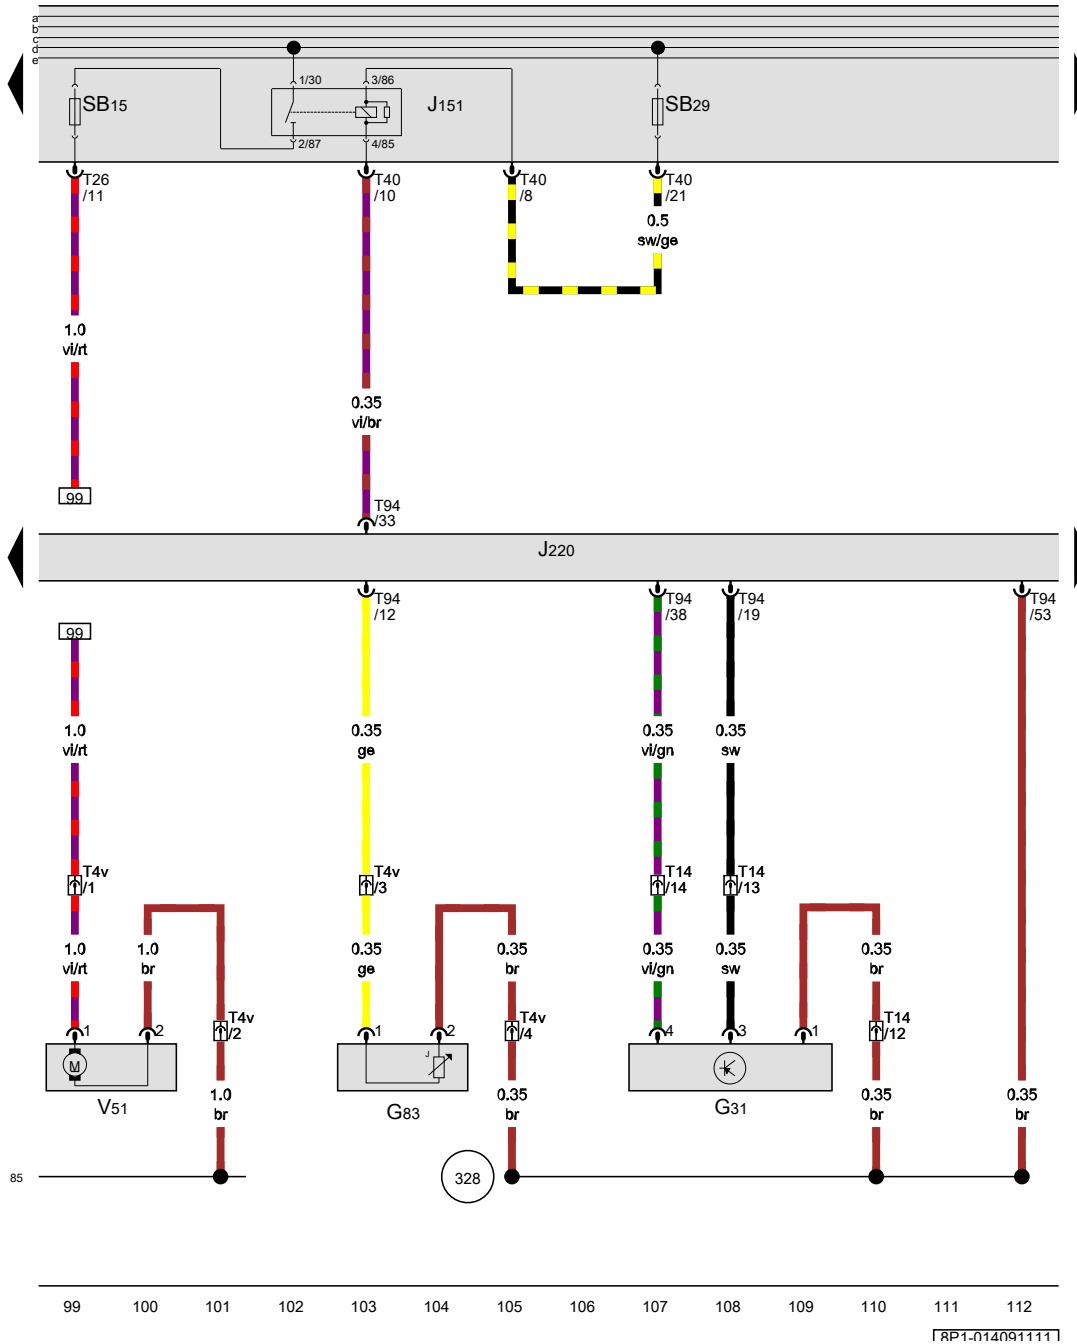 a
b
c
d
e
1/30
3/86
SB15
J151
SB29
2/87
4/85
T26
/11
T40
/10
T40
/8
T40
/21
0.5
sw/ge
1.0
vi/rt
0.35
vi/br
99
T94
/33
J220
T94
/12
T94
/38
T94
/19
T94
/53
99
1.0
vi/rt
0.35
ge
0.35
vi/gn
0.35
sw
T4v
/1
T4v
/3
T14
/14
T14
/13
1.0
vi/rt
1.0
br
0.35
ge
0.35
br
0.35
vi/gn
0.35
sw
0.35
br
1
2
T4v
/2
1
2
T4v
/4
4
3
1
T14
/12
M
J
V51
G83
G31
1.0
br
0.35
br
0.35
br
0.35
br
85
328
99 100 101 102 103 104 105 106 107 108 109 110 111 112
8P1-014091111